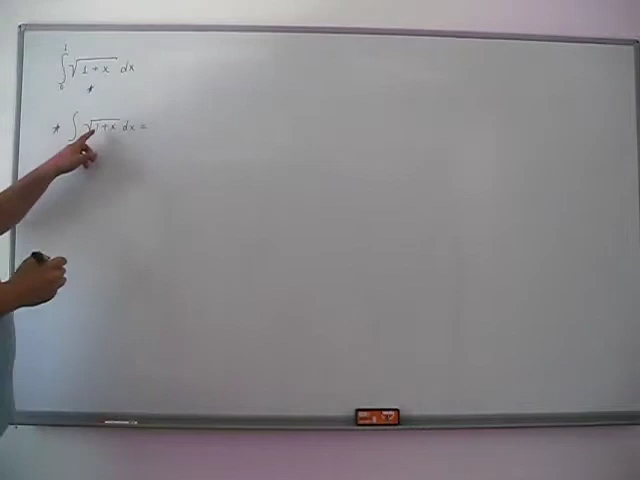 ∫₀¹ √(1 + x) dx
*
* ∫ √(1+x) dx =